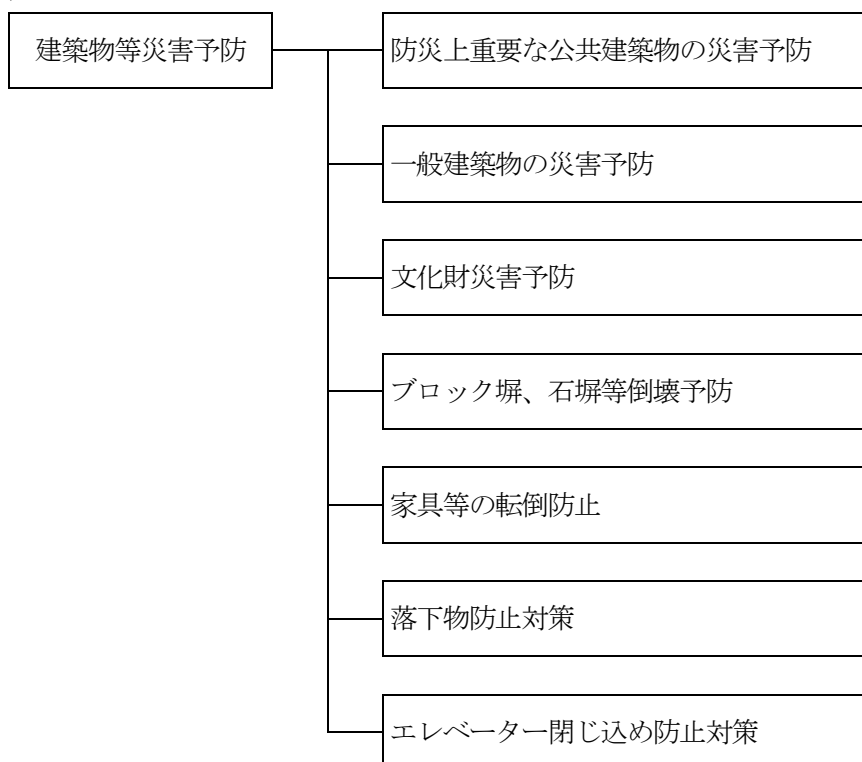 建築物等災害予防
防災上重要な公共建築物の災害予防
一般建築物の災害予防
文化財災害予防
ブロック塀、石塀等倒壊予防
家具等の転倒防止
落下物防止対策
エレベーター閉じ込め防止対策